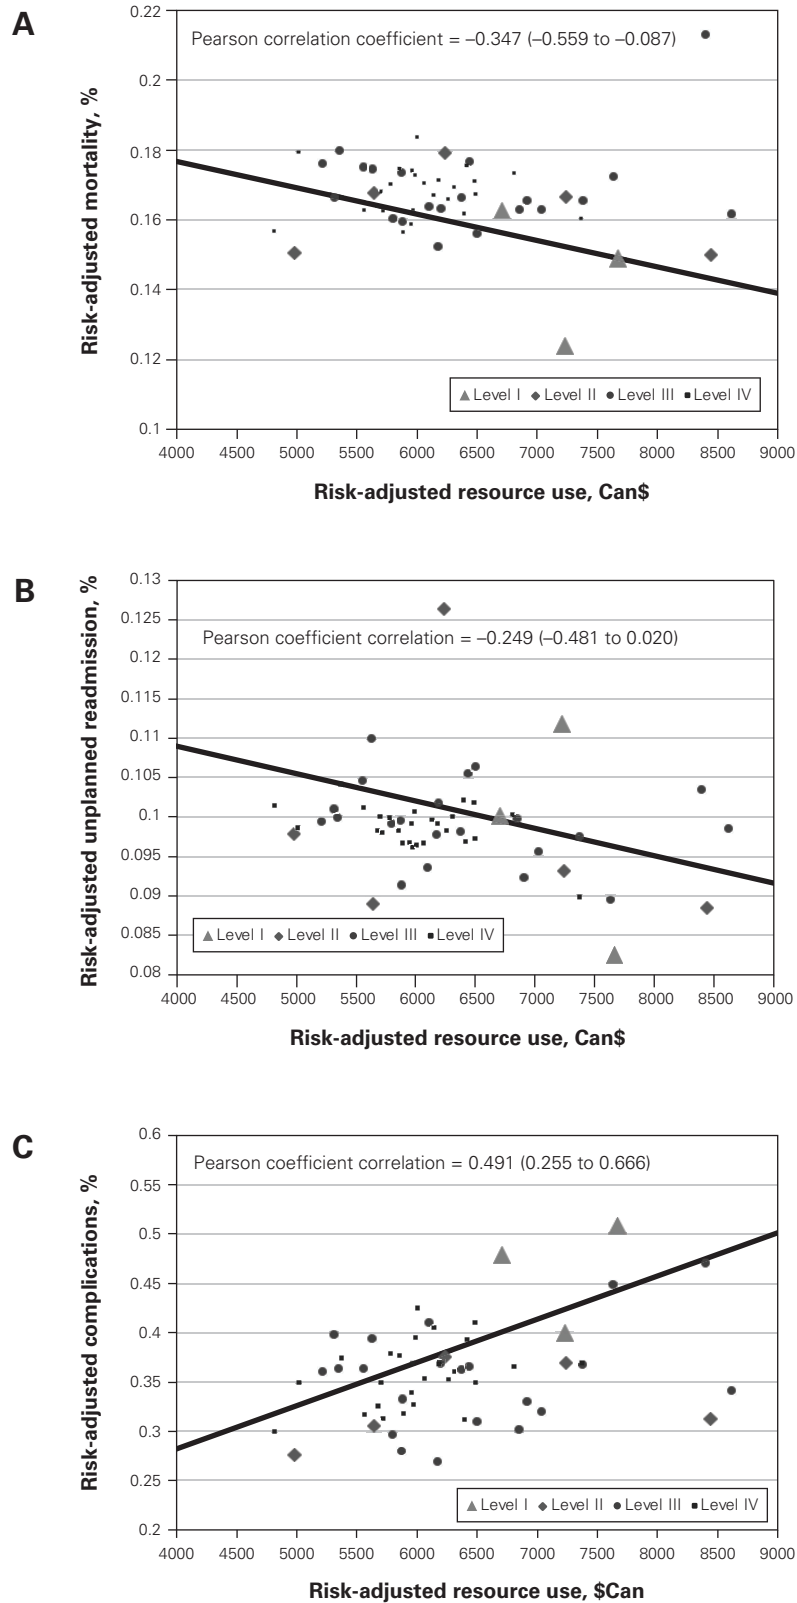 A
Risk-adjusted mortality, %
0.22
0.2
0.18
0.16
0.14
0.12
0.1
Pearson correlation coefficient = –0.347 (–0.559 to –0.087)
Level I Level II Level III Level IV
4000 4500 5000 5500 6000 6500 7000 7500 8000 8500 9000
Risk-adjusted resource use, Can$
B
Risk-adjusted unplanned readmission, %
0.13
0.125
0.12
0.115
0.11
0.105
0.1
0.095
0.09
0.085
0.08
Pearson coefficient correlation = –0.249 (–0.481 to 0.020)
Level I Level II Level III Level IV
4000 4500 5000 5500 6000 6500 7000 7500 8000 8500 9000
Risk-adjusted resource use, Can$
C
Risk-adjusted complications, %
0.6
0.55
0.5
0.45
0.4
0.35
0.3
0.25
0.2
Pearson coefficient correlation = 0.491 (0.255 to 0.666)
Level I Level II Level III Level IV
4000 4500 5000 5500 6000 6500 7000 7500 8000 8500 9000
Risk-adjusted resource use, $Can